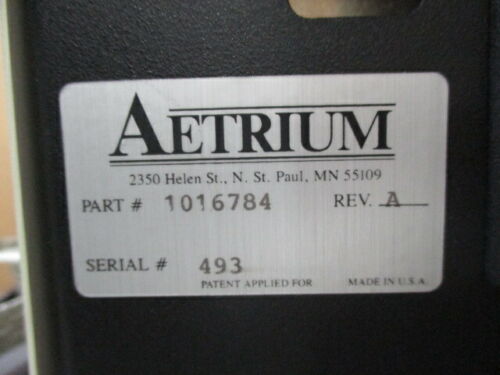 AETRIUM
2350 Helen St., N. St. Paul, MN 55109
PART # 1016784 REV. A
SERIAL # 493
PATENT APPLIED FOR MADE IN U.S.A.